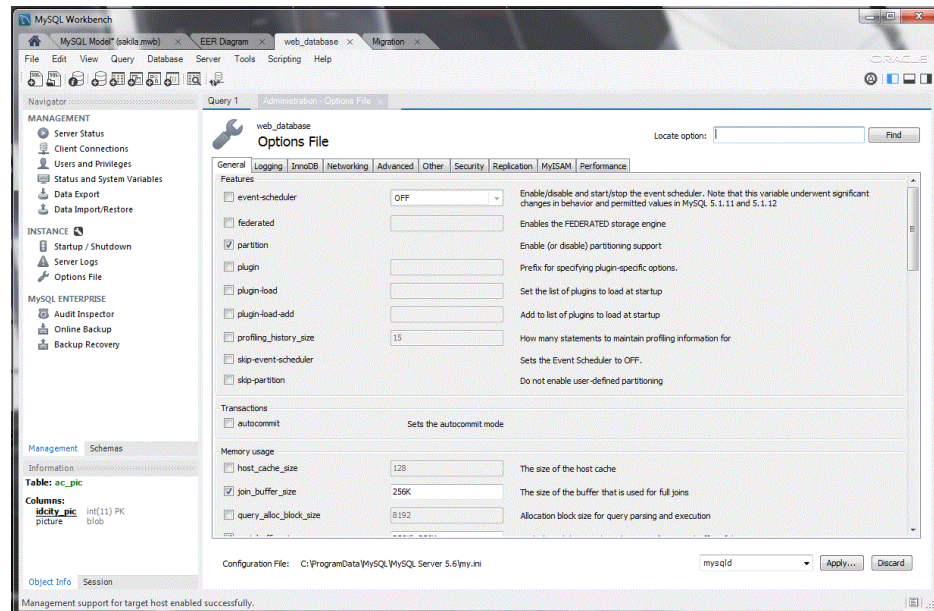 MySQL Workbench
MySQL Model* (sakila.mwb) × EER Diagram × web_database × Migration ×
File Edit View Query Database Server Tools Scripting Help
ORACLE
Navigator
MANAGEMENT
Server Status
Client Connections
Users and Privileges
Status and System Variables
Data Export
Data Import/Restore
INSTANCE
Startup / Shutdown
Server Logs
Options File
MySQL ENTERPRISE
Audit Inspector
Online Backup
Backup Recovery
Management Schemas
Information
Table: ac_pic
Columns:
idcity_pic int(11) PK
picture blob
Object Info Session
Query 1 Administration - Options File ×
web_database
Options File
Locate option: Find
General Logging InnoDB Networking Advanced Other Security Replication MyISAM Performance
Features
event-scheduler OFF Enable/disable and start/stop the event scheduler. Note that this variable underwent significant
changes in behavior and permitted values in MySQL 5.1.11 and 5.1.12
federated Enables the FEDERATED storage engine
partition Enable (or disable) partitioning support
plugin Prefix for specifying plugin-specific options.
plugin-load Set the list of plugins to load at startup
plugin-load-add Add to list of plugins to load at startup
profiling_history_size 15 How many statements to maintain profiling information for
skip-event-scheduler Sets the Event Scheduler to OFF.
skip-partition Do not enable user-defined partitioning
Transactions
autocommit Sets the autocommit mode
Memory usage
host_cache_size 128 The size of the host cache
join_buffer_size 256K The size of the buffer that is used for full joins
query_alloc_block_size 8192 Allocation block size for query parsing and execution
Configuration File: C:\ProgramData\MySQL\MySQL Server 5.6\my.ini mysqld Apply... Discard
Management support for target host enabled successfully.